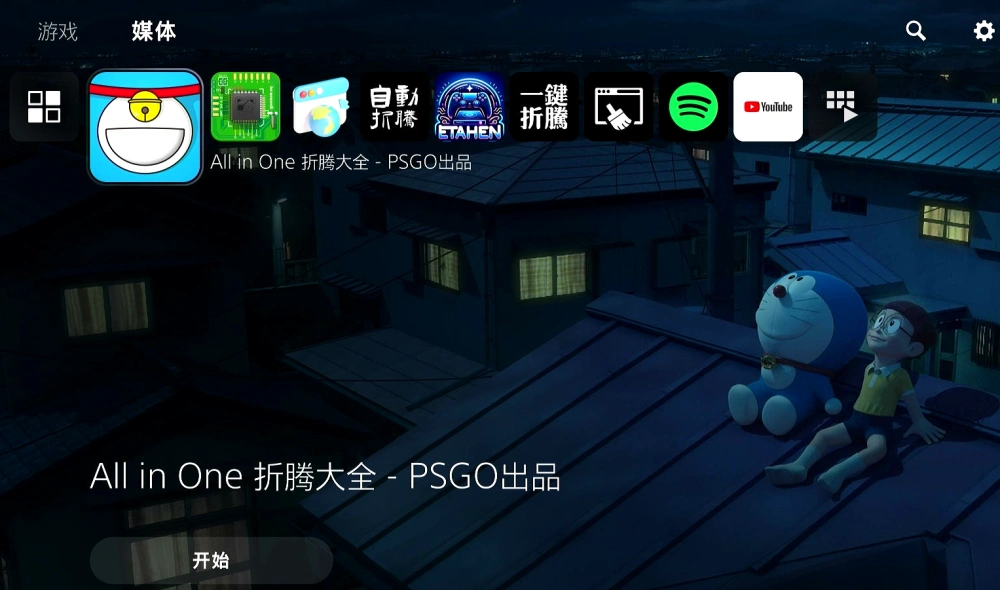 游戏
媒体
自動
折騰
ETAHEN
一鍵
折騰
YouTube
All in One 折腾大全 - PSGO出品
All in One 折腾大全 - PSGO出品
开始